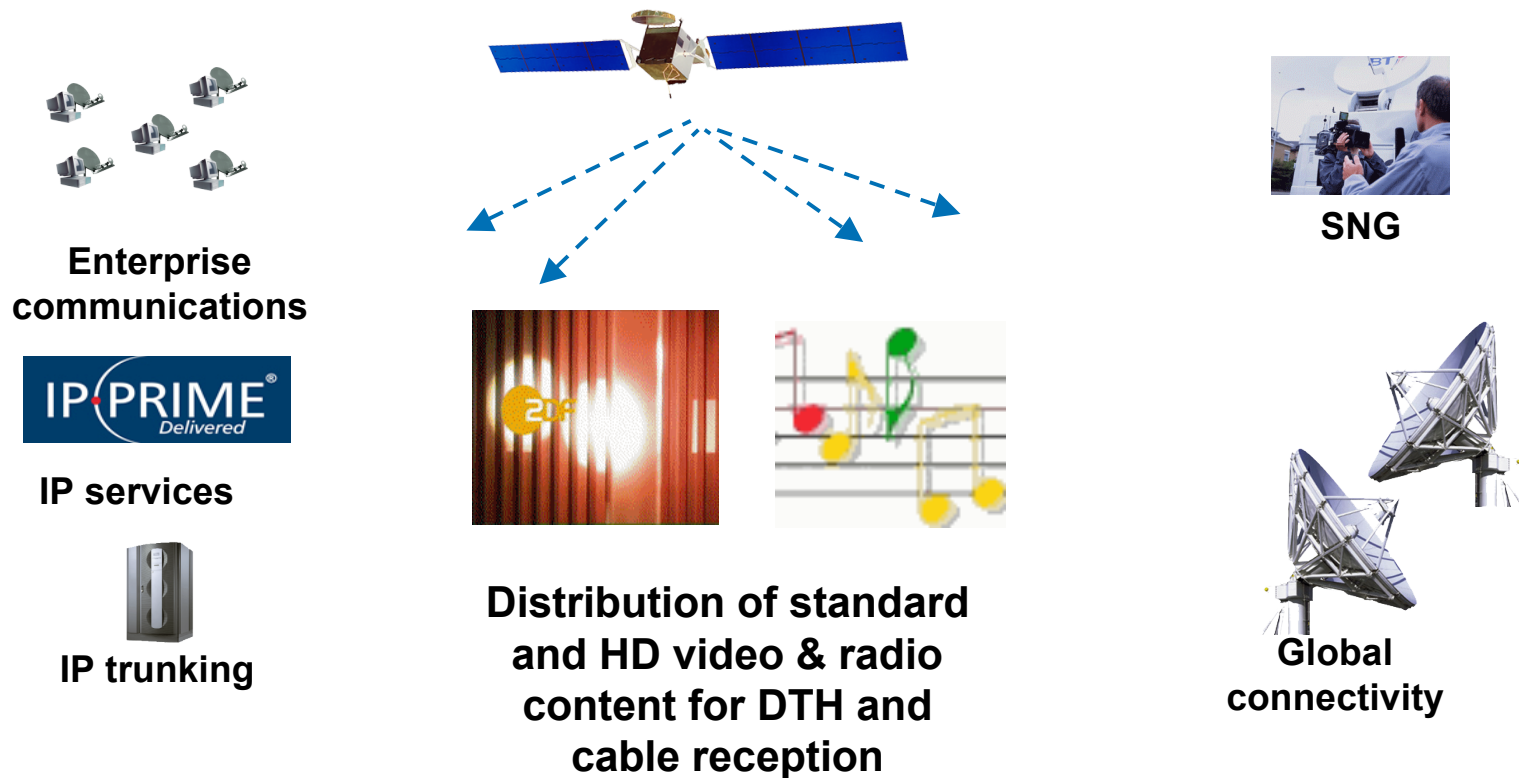 Enterprise
communications
IP PRIME®
Delivered
IP services
IP trunking
ZDF
Distribution of standard
and HD video & radio
content for DTH and
cable reception
BT
SNG
Global
connectivity